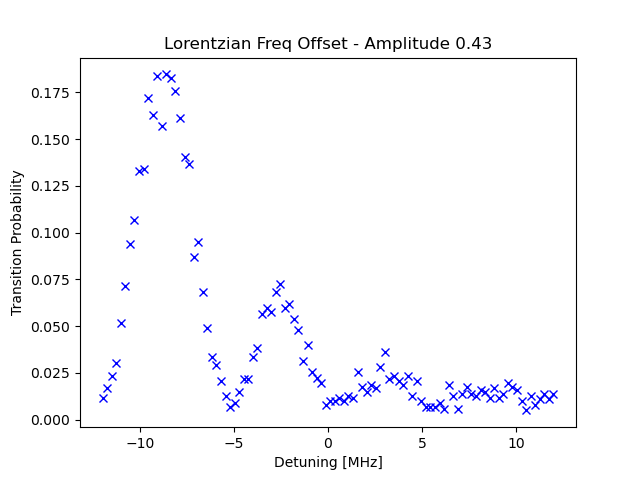 Lorentzian Freq Offset - Amplitude 0.43
Transition Probability
0.175
0.150
0.125
0.100
0.075
0.050
0.025
0.000
−10 −5 0 5 10
Detuning [MHz]